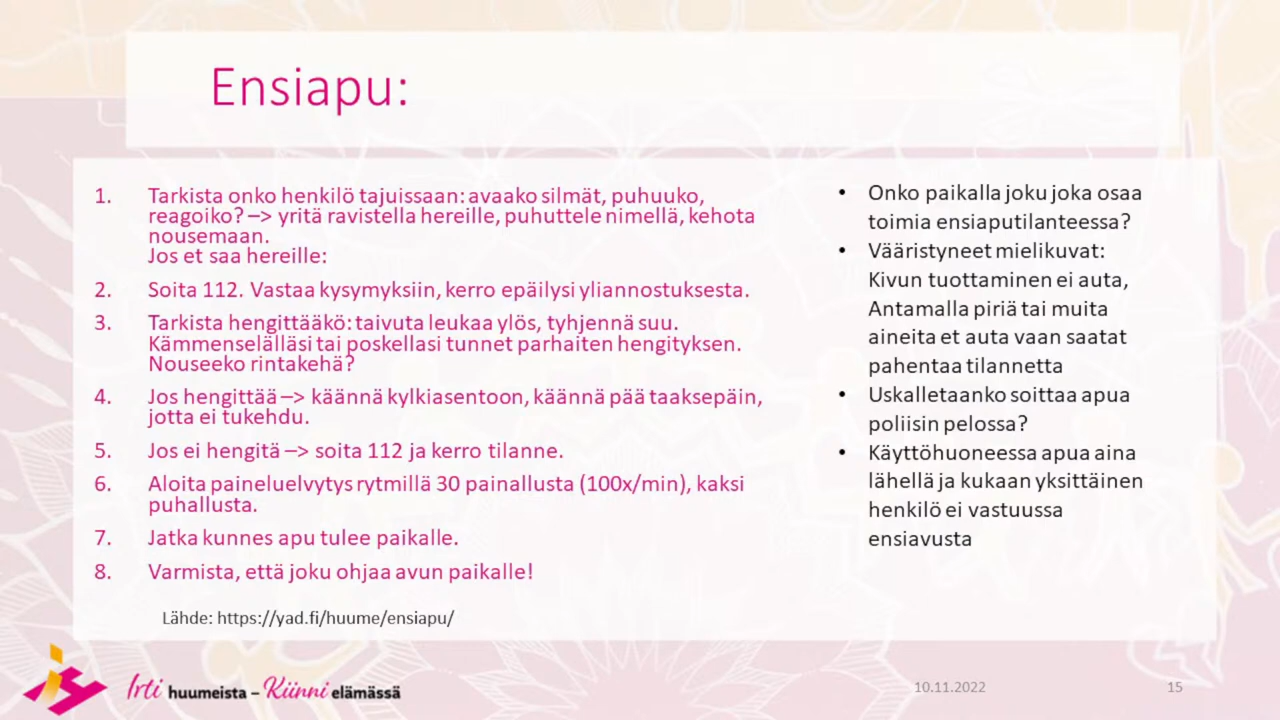 Ensiapu:
1. Tarkista onko henkilö tajuissaan: avaako silmät, puhuuko,
reagoiko? –> yritä ravistella hereille, puhuttele nimellä, kehota
nousemaan.
Jos et saa hereille:
2. Soita 112. Vastaa kysymyksiin, kerro epäilysi yliannostuksesta.
3. Tarkista hengittääkö: taivuta leukaa ylös, tyhjennä suu.
Kämmenselälläsi tai poskellasi tunnet parhaiten hengityksen.
Nouseeko rintakehä?
4. Jos hengittää –> käännä kylkiasentoon, käännä pää taaksepäin,
jotta ei tukehdu.
5. Jos ei hengitä –> soita 112 ja kerro tilanne.
6. Aloita paineluelvytys rytmillä 30 painallusta (100x/min), kaksi
puhallusta.
7. Jatka kunnes apu tulee paikalle.
8. Varmista, että joku ohjaa avun paikalle!
Lähde: https://yad.fi/huume/ensiapu/
• Onko paikalla joku joka osaa
toimia ensiaputilanteessa?
• Vääristyneet mielikuvat:
Kivun tuottaminen ei auta,
Antamalla piriä tai muita
aineita et auta vaan saatat
pahentaa tilannetta
• Uskalletaanko soittaa apua
poliisin pelossa?
• Käyttöhuoneessa apua aina
lähellä ja kukaan yksittäinen
henkilö ei vastuussa
ensiavusta
Irti huumeista – Kiinni elämässä
10.11.2022
15